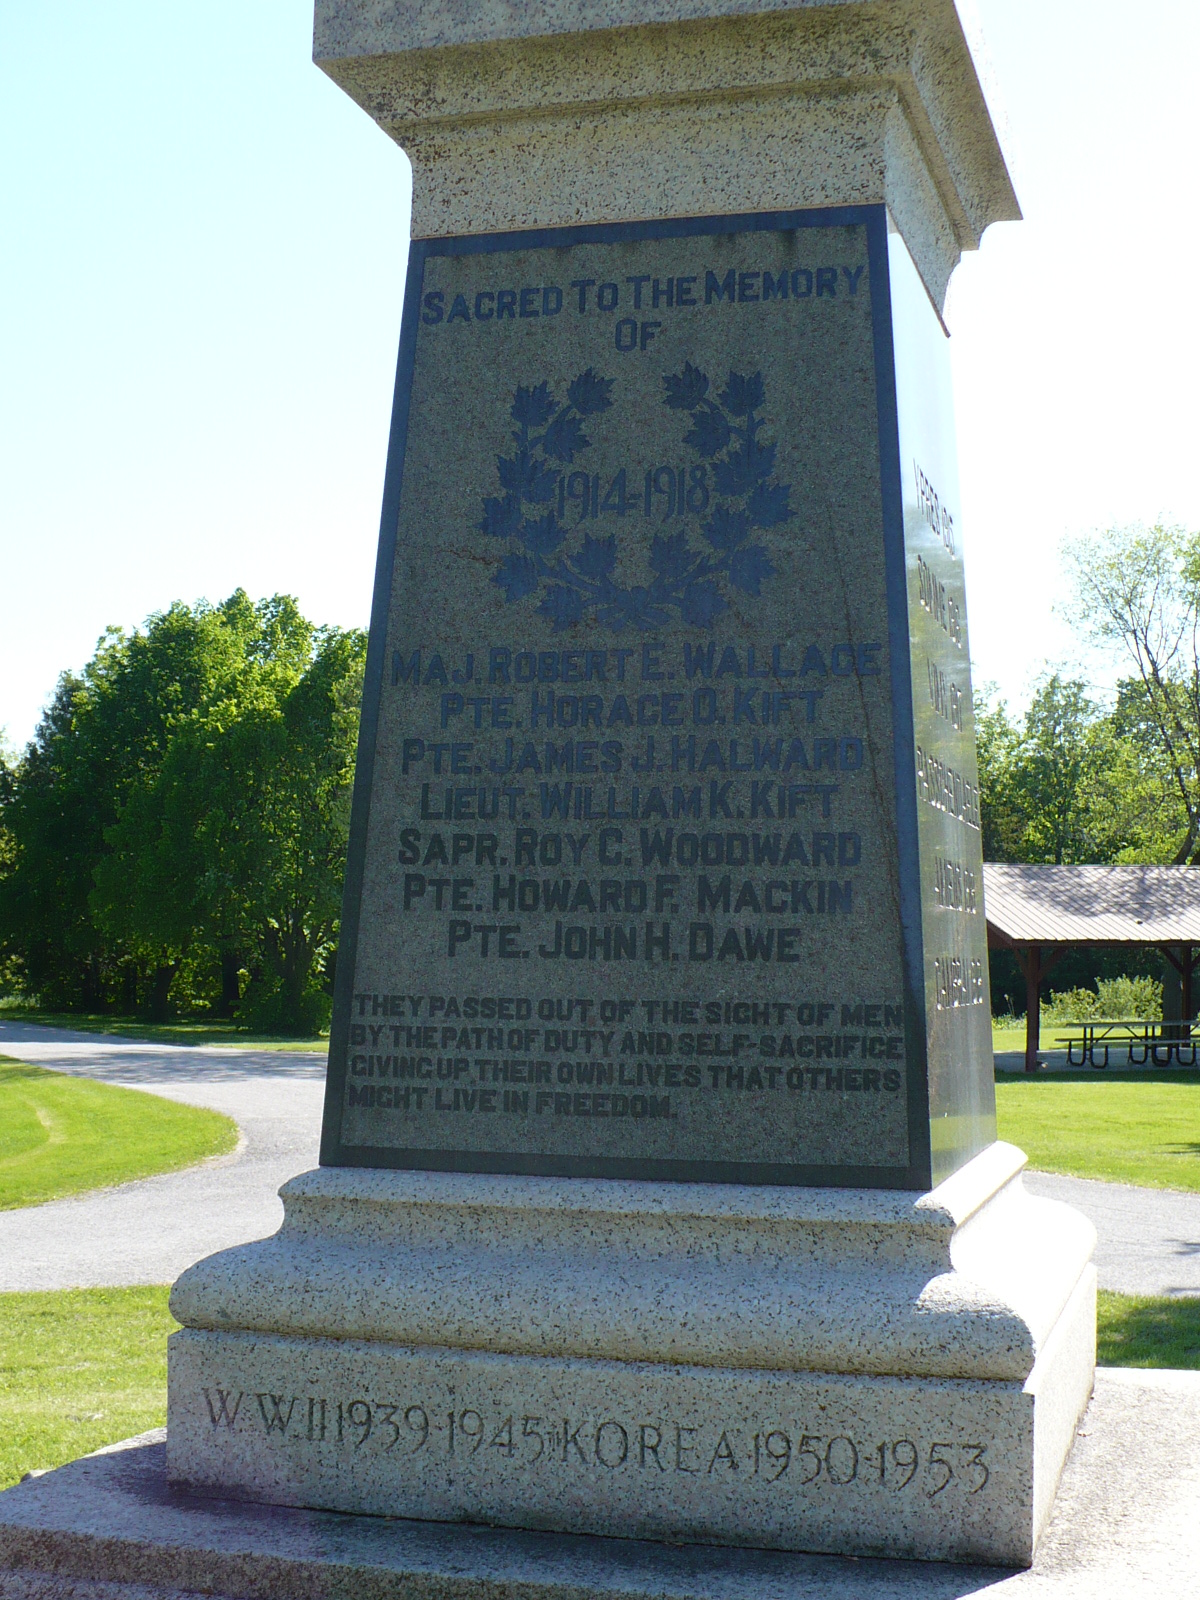 SACRED TO THE MEMORY
OF
1914-1918
MAJ. ROBERT E. WALLACE
PTE. HORACE O. KIFT
PTE. JAMES J. HALWARD
LIEUT. WILLIAM K. KIFT
SAPR. ROY C. WOODWARD
PTE. HOWARD F. MACKIN
PTE. JOHN H. DAWE
THEY PASSED OUT OF THE SIGHT OF MEN
BY THE PATH OF DUTY AND SELF-SACRIFICE
GIVING UP THEIR OWN LIVES THAT OTHERS
MIGHT LIVE IN FREEDOM.
W.W.II 1939-1945 KOREA 1950-1953
YPRES 1915